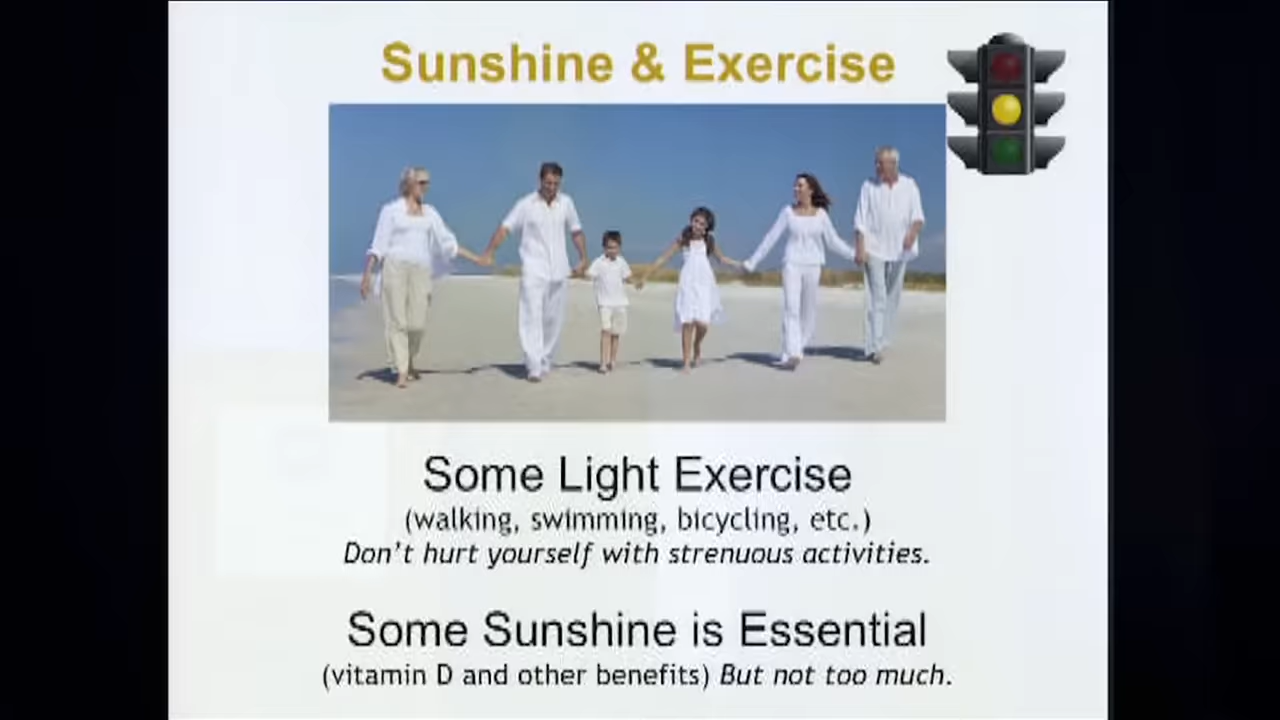 Sunshine & Exercise
Some Light Exercise
(walking, swimming, bicycling, etc.)
Don't hurt yourself with strenuous activities.
Some Sunshine is Essential
(vitamin D and other benefits) But not too much.